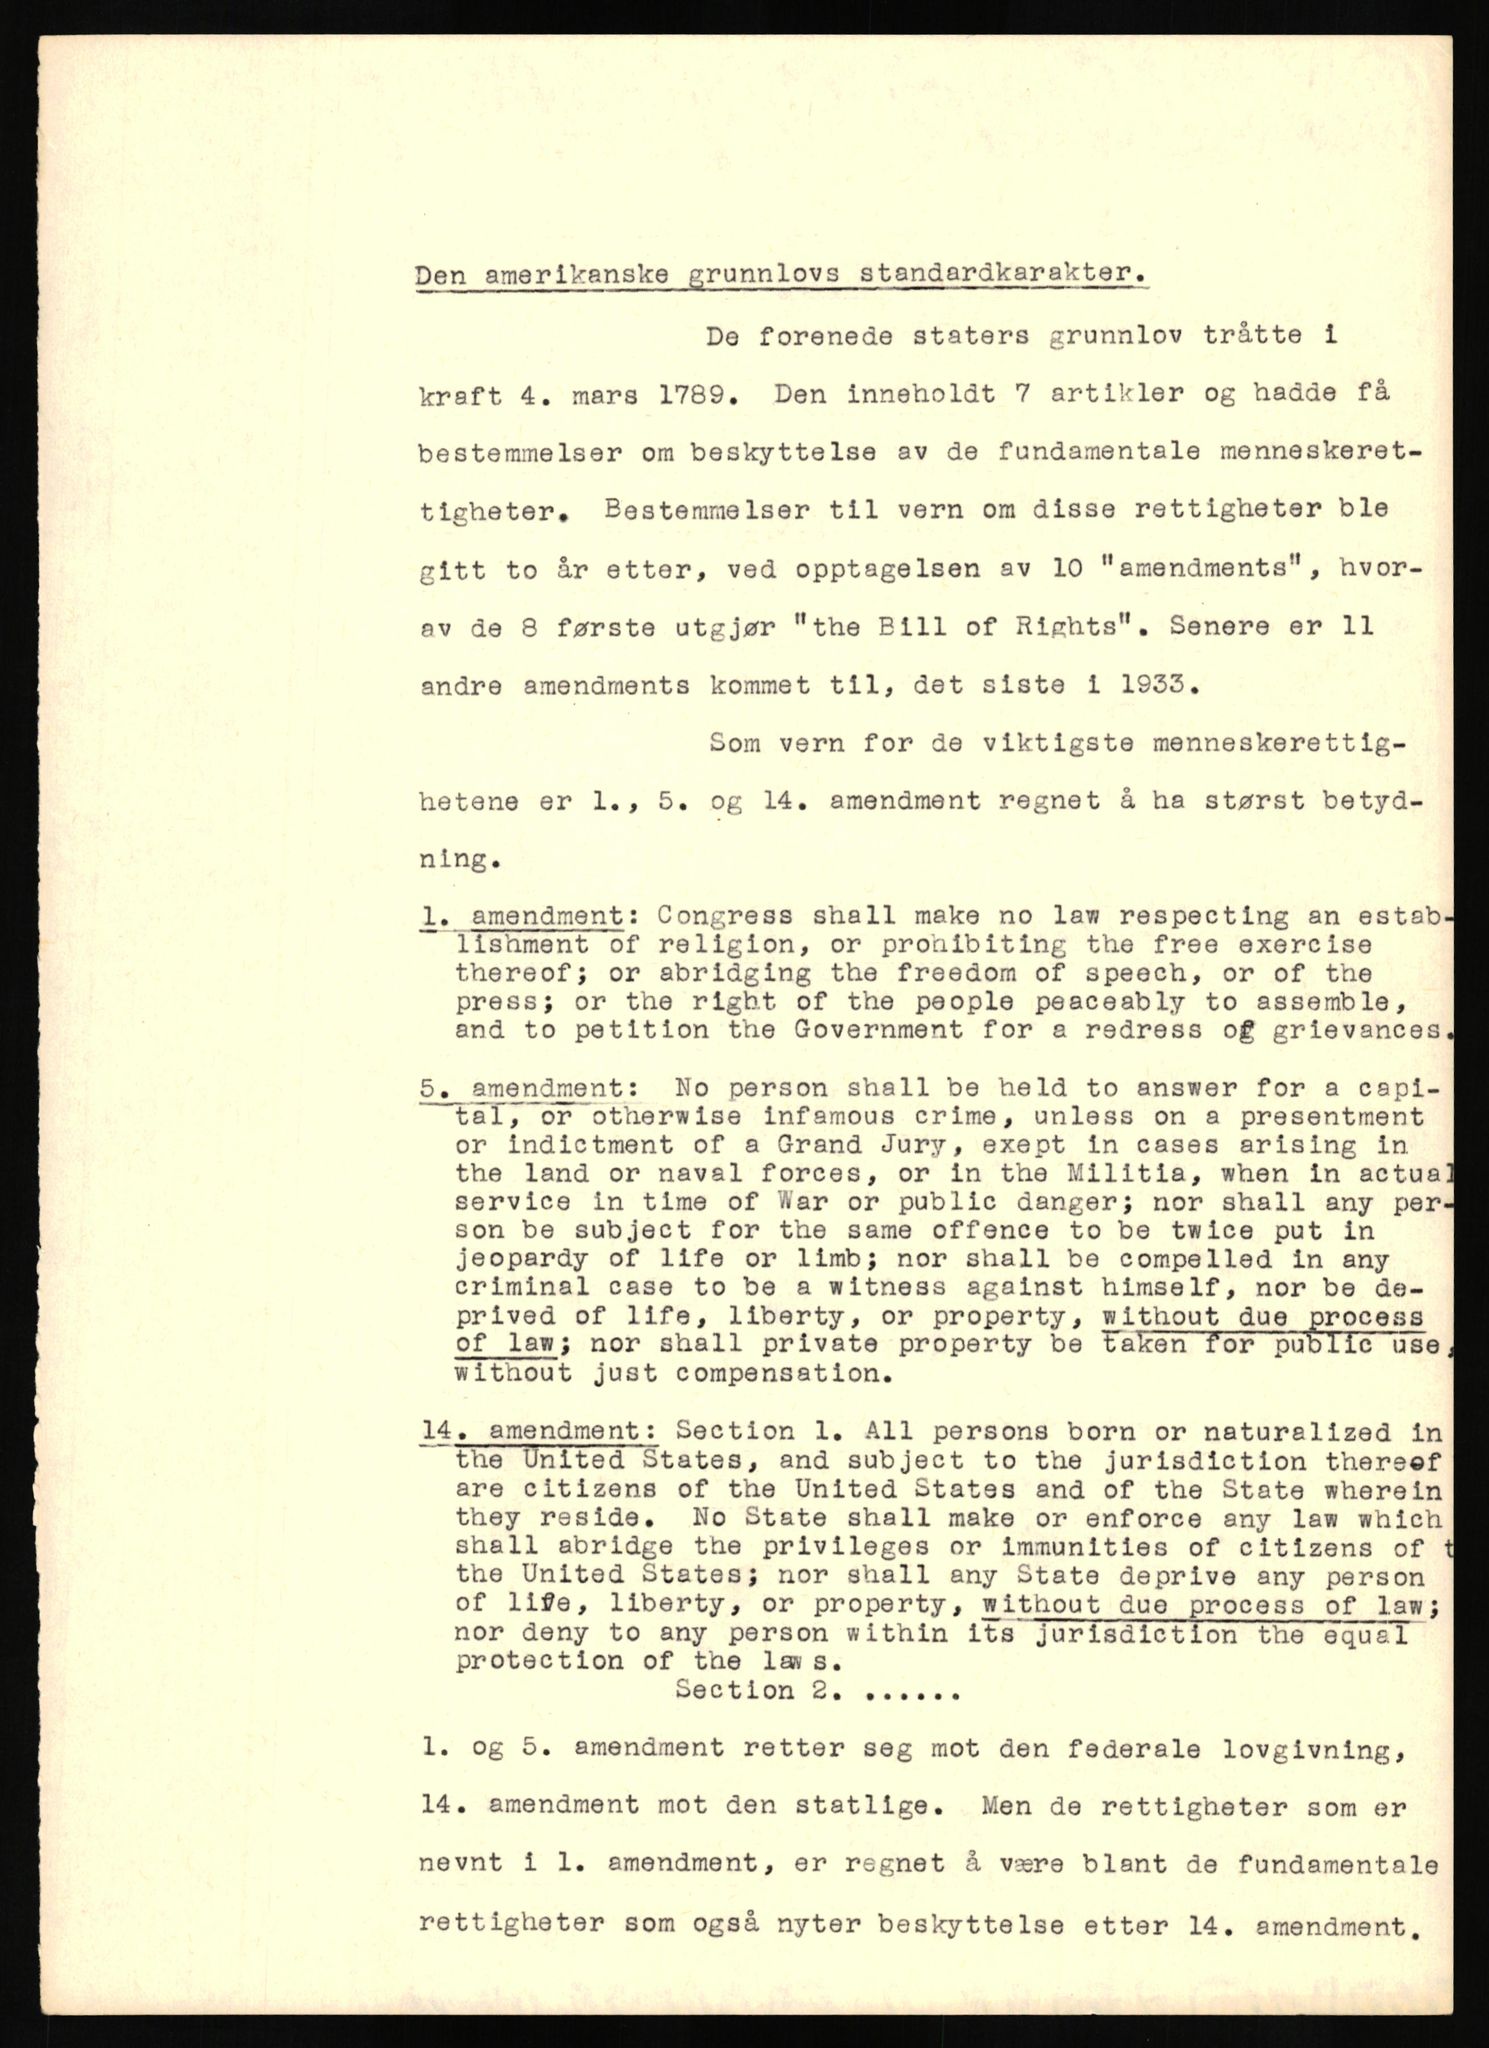 Den amerikanske grunnlovs standardkarakter.
De forenede staters grunnlov tråtte i
kraft 4. mars 1789. Den inneholdt 7 artikler og hadde få
bestemmelser om beskyttelse av de fundamentale menneskeret-
tigheter. Bestemmelser til vern om disse rettigheter ble
gitt to år etter, ved opptagelsen av 10 "amendments", hvor-
av de 8 første utgjør "the Bill of Rights". Senere er 11
andre amendments kommet til, det siste i 1933.
Som vern for de viktigste menneskerettig-
hetene er 1., 5. og 14. amendment regnet å ha størst betyd-
ning.
1. amendment: Congress shall make no law respecting an estab-
lishment of religion, or prohibiting the free exercise
thereof; or abridging the freedom of speech, or of the
press; or the right of the people peaceably to assemble,
and to petition the Government for a redress of grievances.
5. amendment: No person shall be held to answer for a capi-
tal, or otherwise infamous crime, unless on a presentment
or indictment of a Grand Jury, exept in cases arising in
the land or naval forces, or in the Militia, when in actual
service in time of War or public danger; nor shall any per-
son be subject for the same offence to be twice put in
jeopardy of life or limb; nor shall be compelled in any
criminal case to be a witness against himself, nor be de-
prived of life, liberty, or property, without due process
of law; nor shall private property be taken for public use,
without just compensation.
14. amendment: Section 1. All persons born or naturalized in
the United States, and subject to the jurisdiction thereof
are citizens of the United States and of the State wherein
they reside. No State shall make or enforce any law which
shall abridge the privileges or immunities of citizens of t
the United States; nor shall any State deprive any person
of life, liberty, or property, without due process of law;
nor deny to any person within its jurisdiction the equal
protection of the laws.
Section 2. ......
1. og 5. amendment retter seg mot den federale lovgivning,
14. amendment mot den statlige. Men de rettigheter som er
nevnt i 1. amendment, er regnet å være blant de fundamentale
rettigheter som også nyter beskyttelse etter 14. amendment.